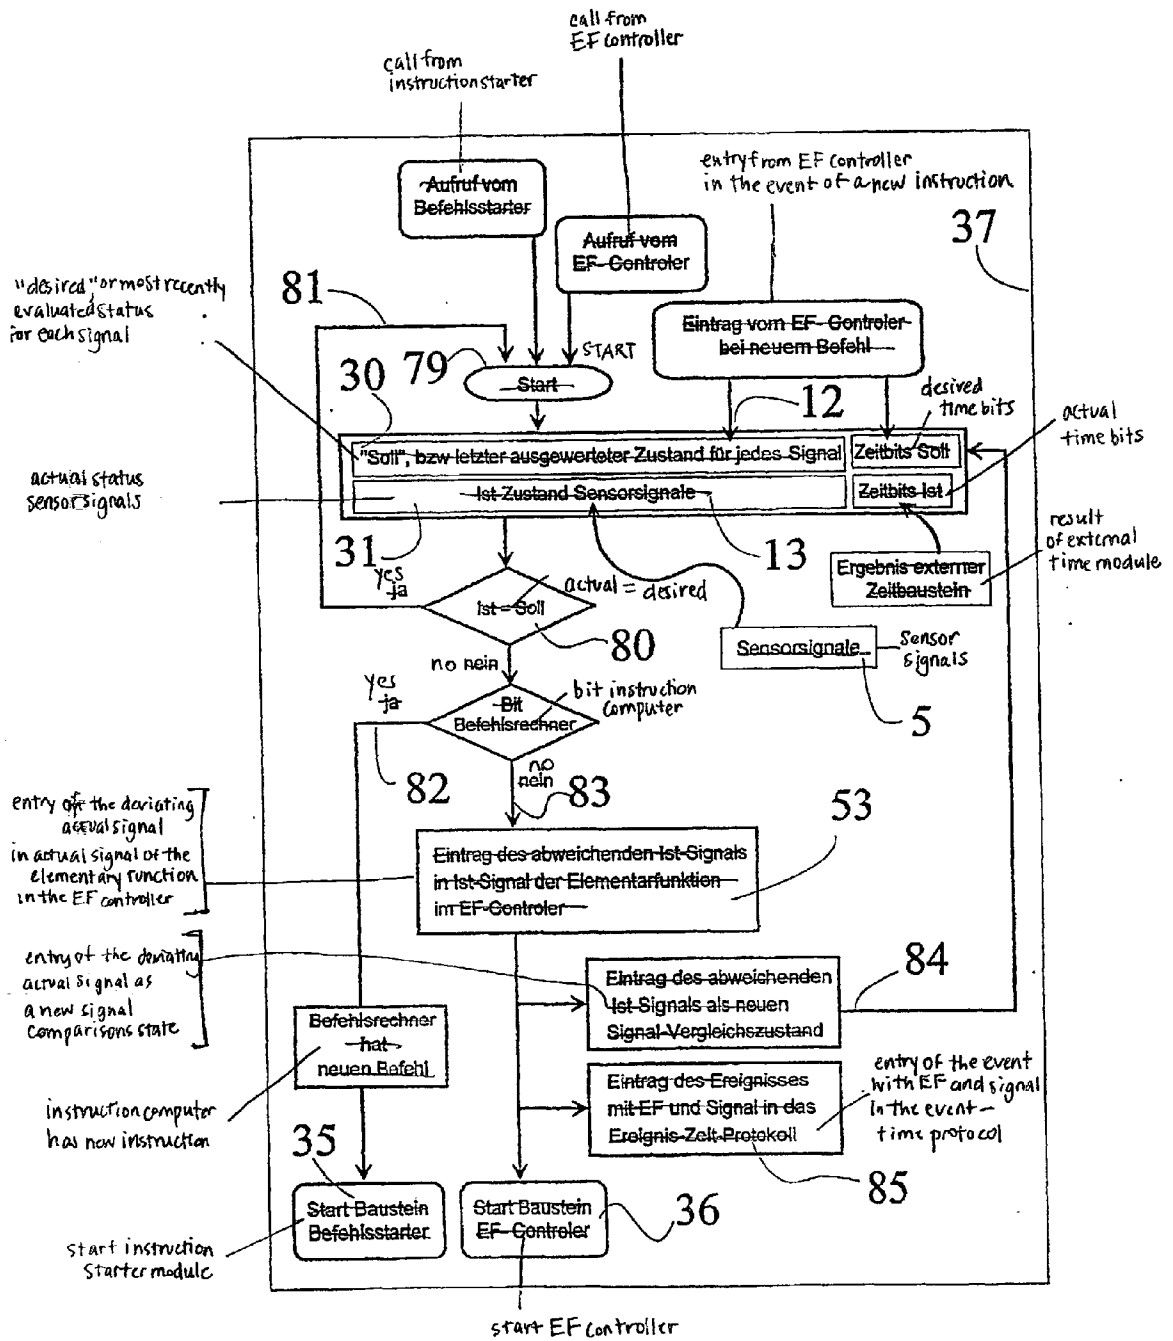 call from
EF controller
call from
instruction starter
entry from EF controller
in the event of a new instruction
Aufruf vom
Befehlsstarter
Aufruf vom
EF-Controler
37
"desired" or most recently
evaluated status
for each signal
81
Eintrag vom EF-Controler
bei neuem Befehl
START
79
Start
30
12
desired
time bits
actual
time bits
"Soll", bzw letzter ausgewerteter Zustand für jedes Signal
Zeitbits Soll
actual status
sensor signals
Ist Zustand Sensorsignale
Zeitbits Ist
31
13
result
of external
time module
Ergebnis externer
Zeitbaustein
yes
ja
Ist = Soll
actual = desired
80
Sensorsignale
sensor
signals
5
no nein
yes
ja
Bit
Befehlsrechner
bit instruction
computer
82
no
nein
83
53
entry of the deviating
actual signal
in actual signal of the
elementary function
in the EF controller
Eintrag des abweichenden Ist-Signals
in Ist-Signal der Elementarfunktion
im EF-Controler
entry of the deviating
actual signal as
a new signal
comparisons state
Eintrag des abweichenden
Ist-Signals als neuen
Signal-Vergleichszustand
84
Befehlsrechner
hat
neuen Befehl
Eintrag des Ereignisses
mit EF und Signal in das
Ereignis-Zeit-Protokoll
entry of the event
with EF and signal
in the event-
time protocol
instruction computer
has new instruction
35
85
Start Baustein
Befehlsstarter
Start Baustein
EF-Controler
36
start instruction
starter module
start EF controller